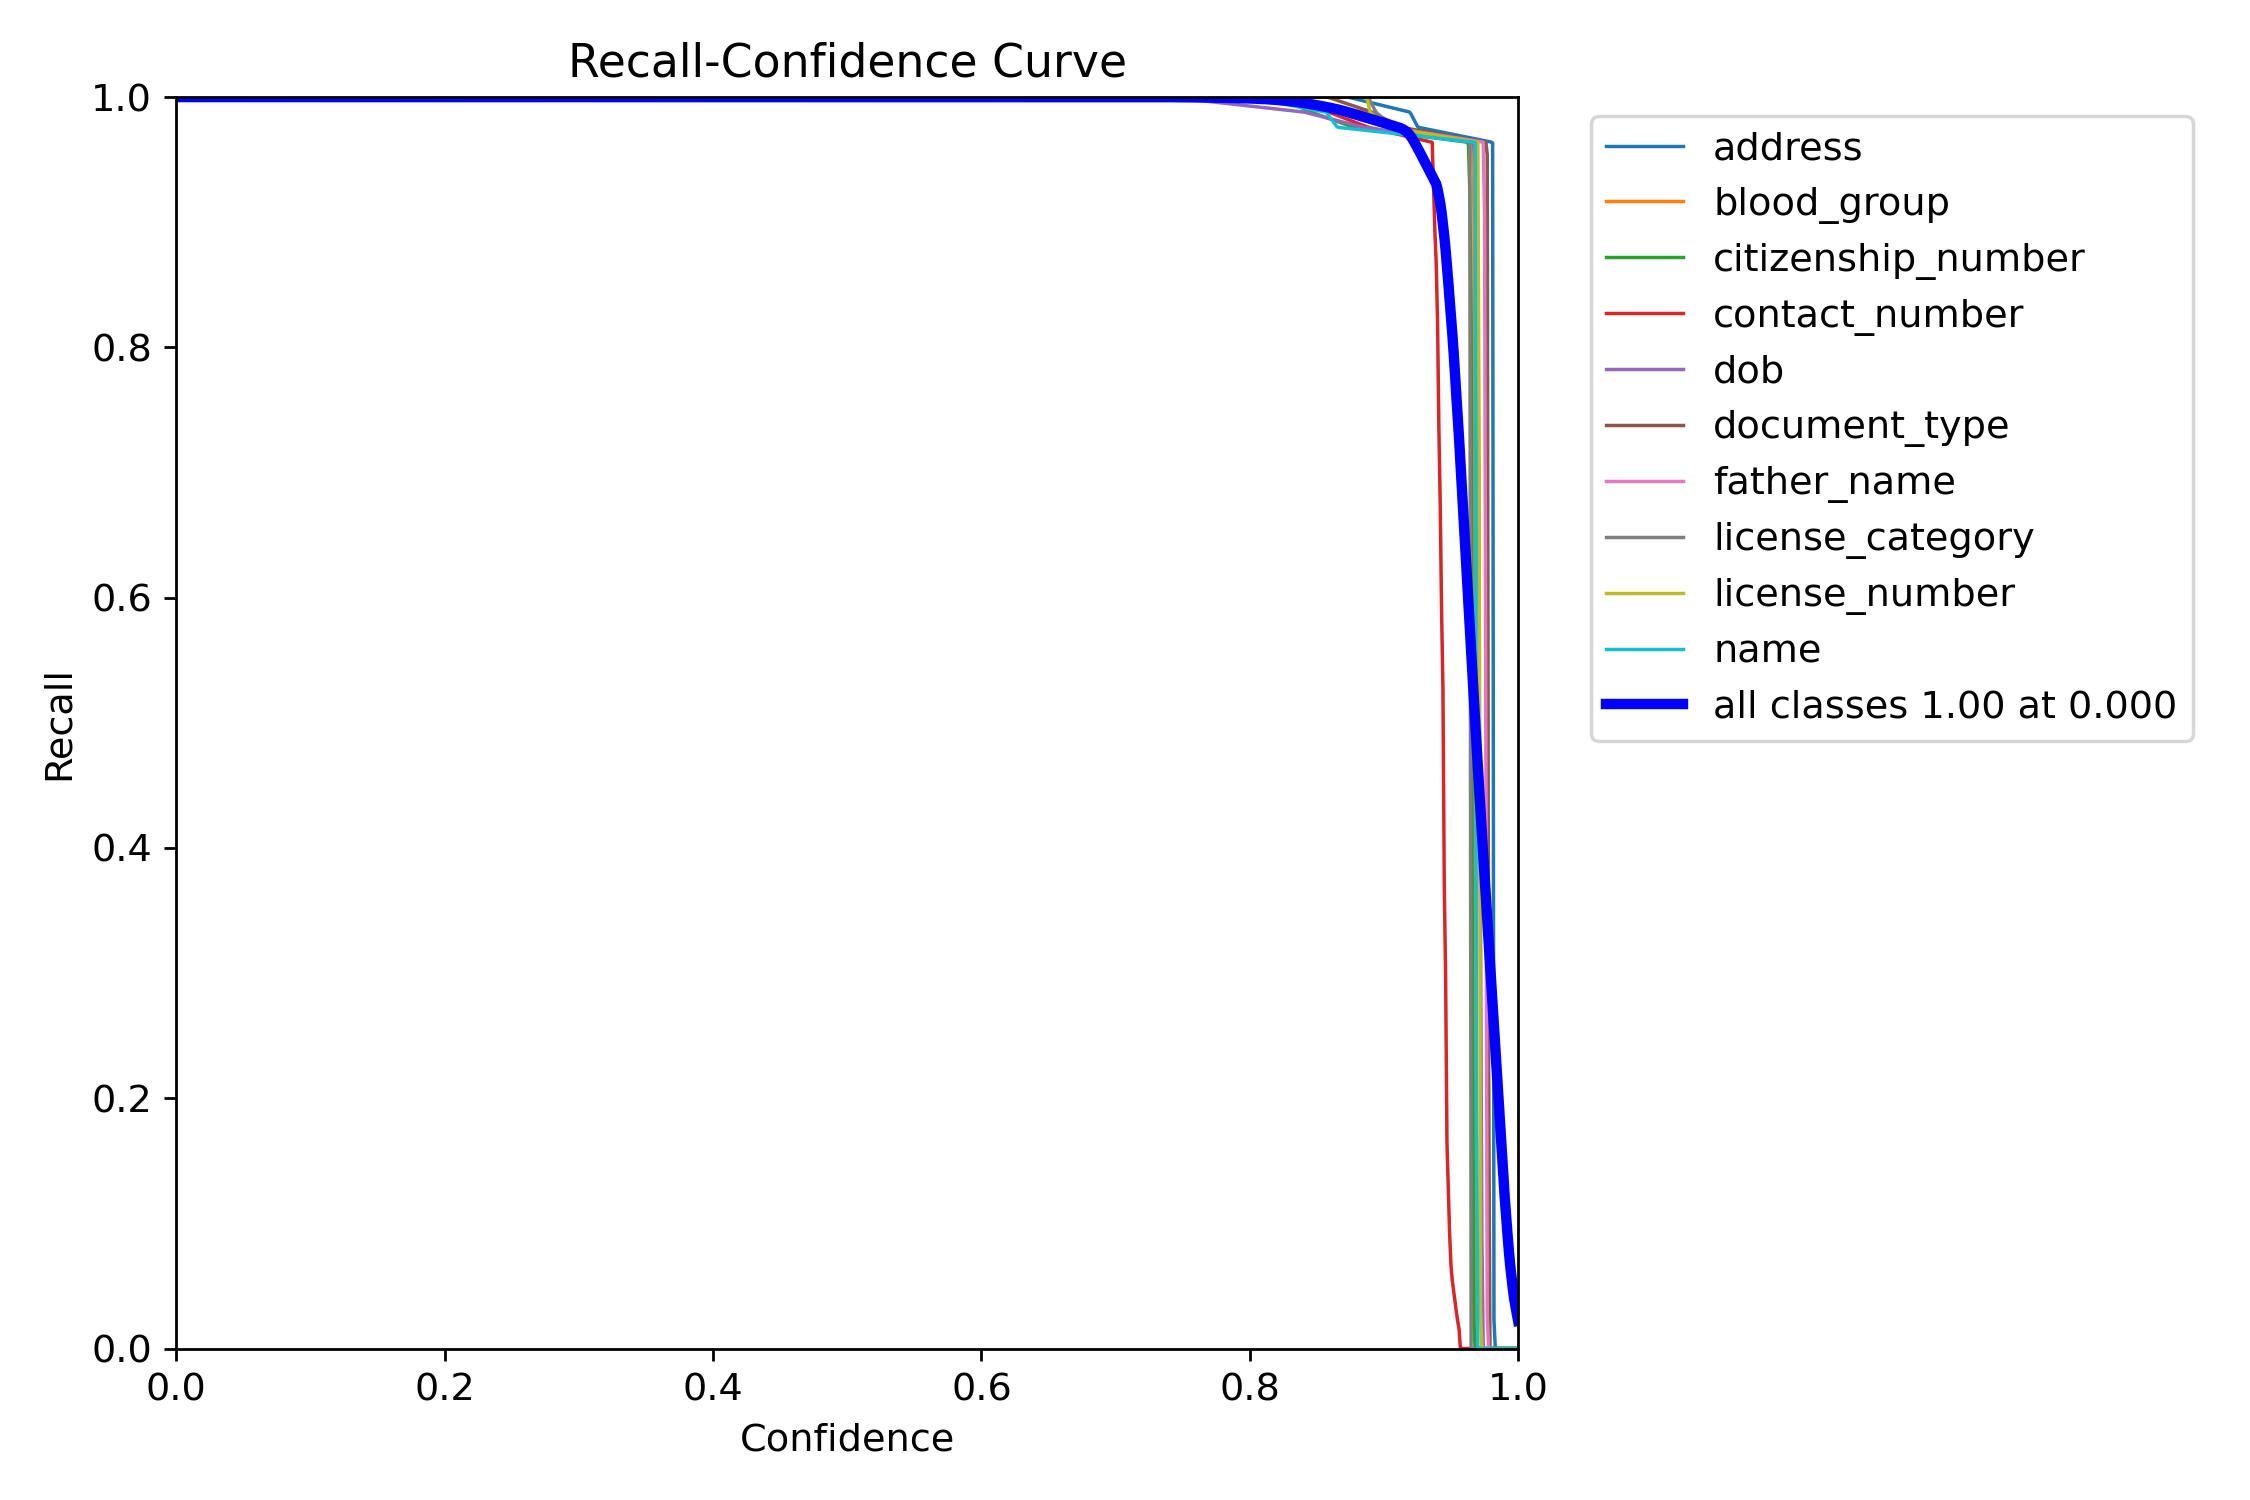 Recall-Confidence Curve
1.0
0.8
0.6
0.4
0.2
0.0
Recall
0.0 0.2 0.4 0.6 0.8 1.0
Confidence
address
blood_group
citizenship_number
contact_number
dob
document_type
father_name
license_category
license_number
name
all classes 1.00 at 0.000